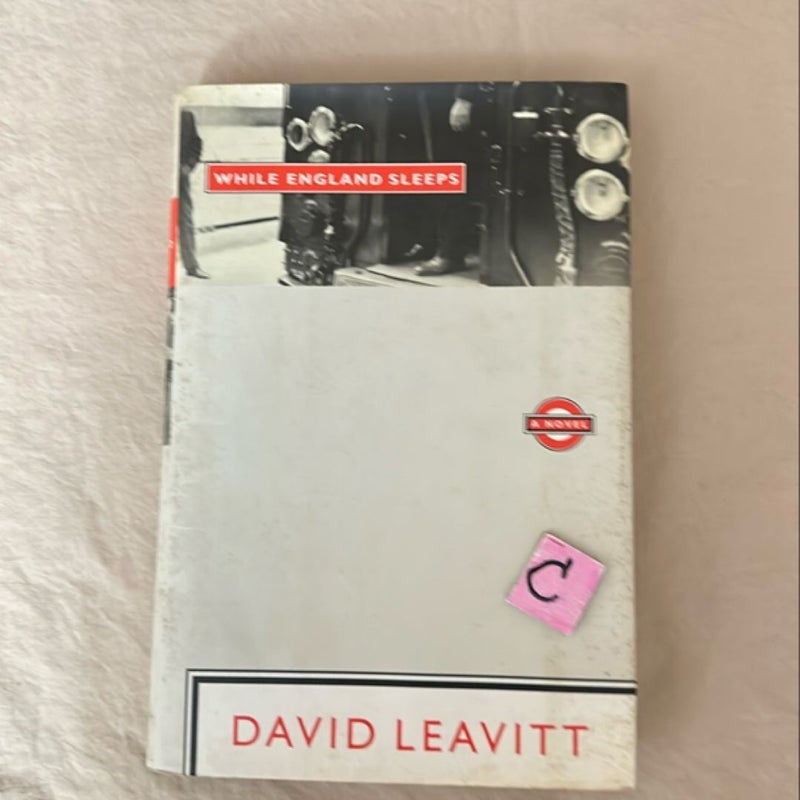 WHILE ENGLAND SLEEPS
A NOVEL
C
DAVID LEAVITT